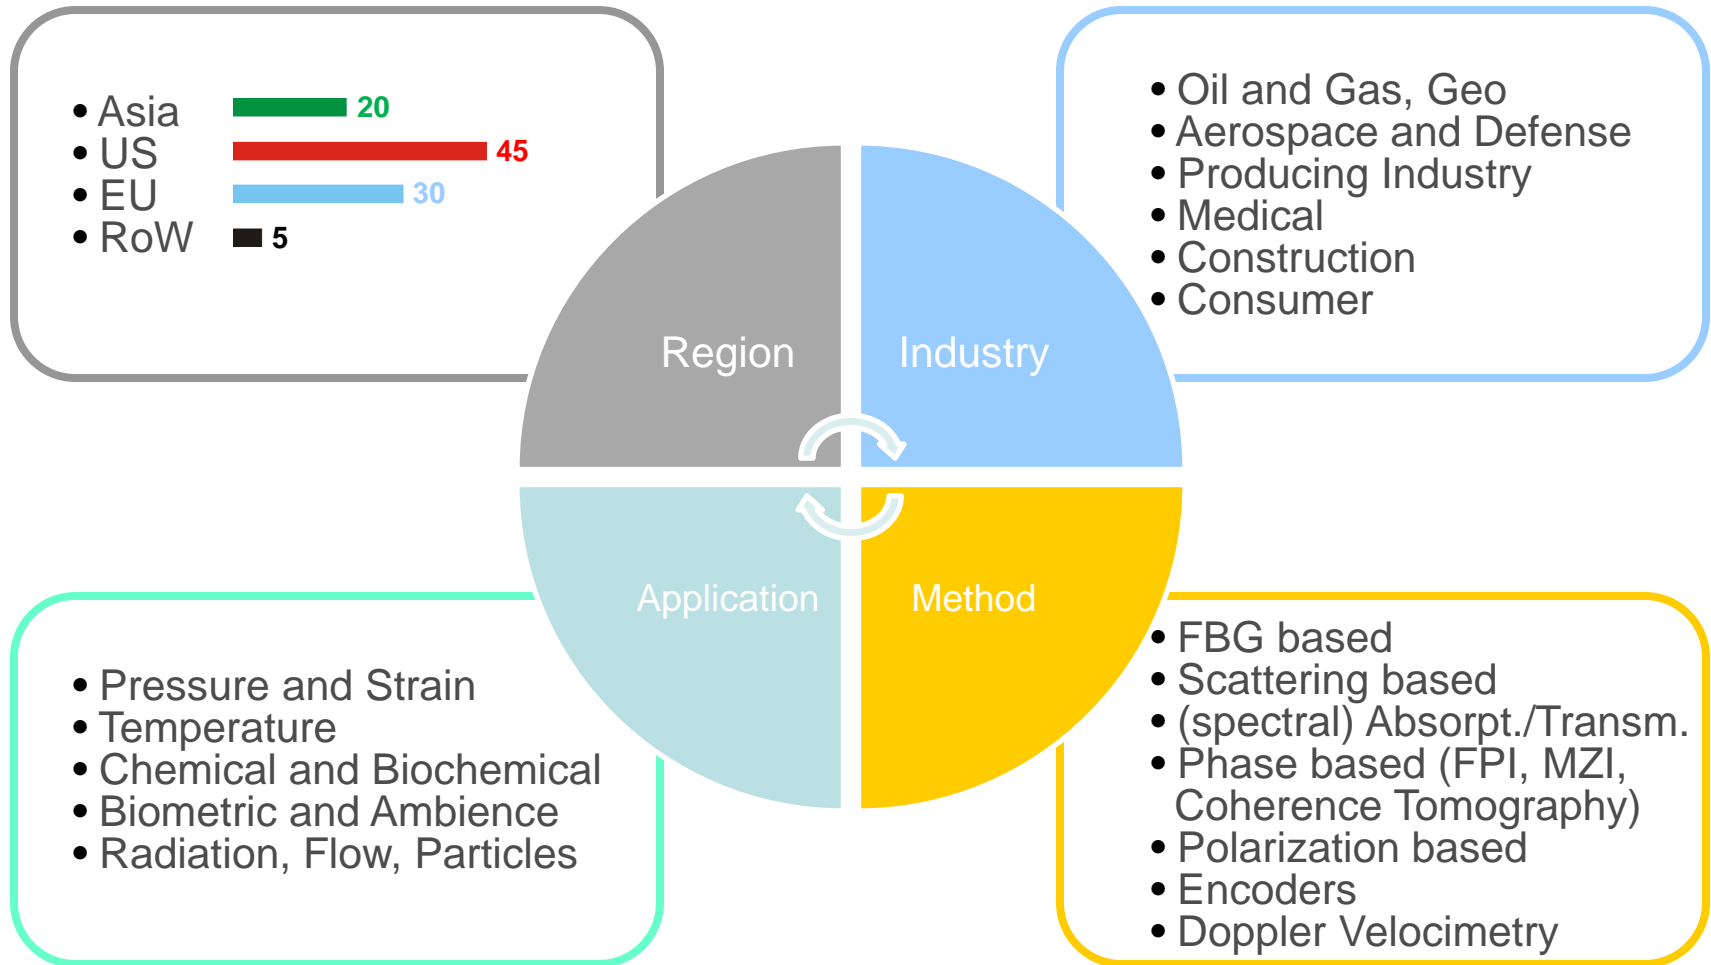 • Asia 20
• US 45
• EU 30
• RoW 5
• Oil and Gas, Geo
• Aerospace and Defense
• Producing Industry
• Medical
• Construction
• Consumer
Region
Industry
Application
Method
• Pressure and Strain
• Temperature
• Chemical and Biochemical
• Biometric and Ambience
• Radiation, Flow, Particles
• FBG based
• Scattering based
• (spectral) Absorpt./Transm.
• Phase based (FPI, MZI,
Coherence Tomography)
• Polarization based
• Encoders
• Doppler Velocimetry